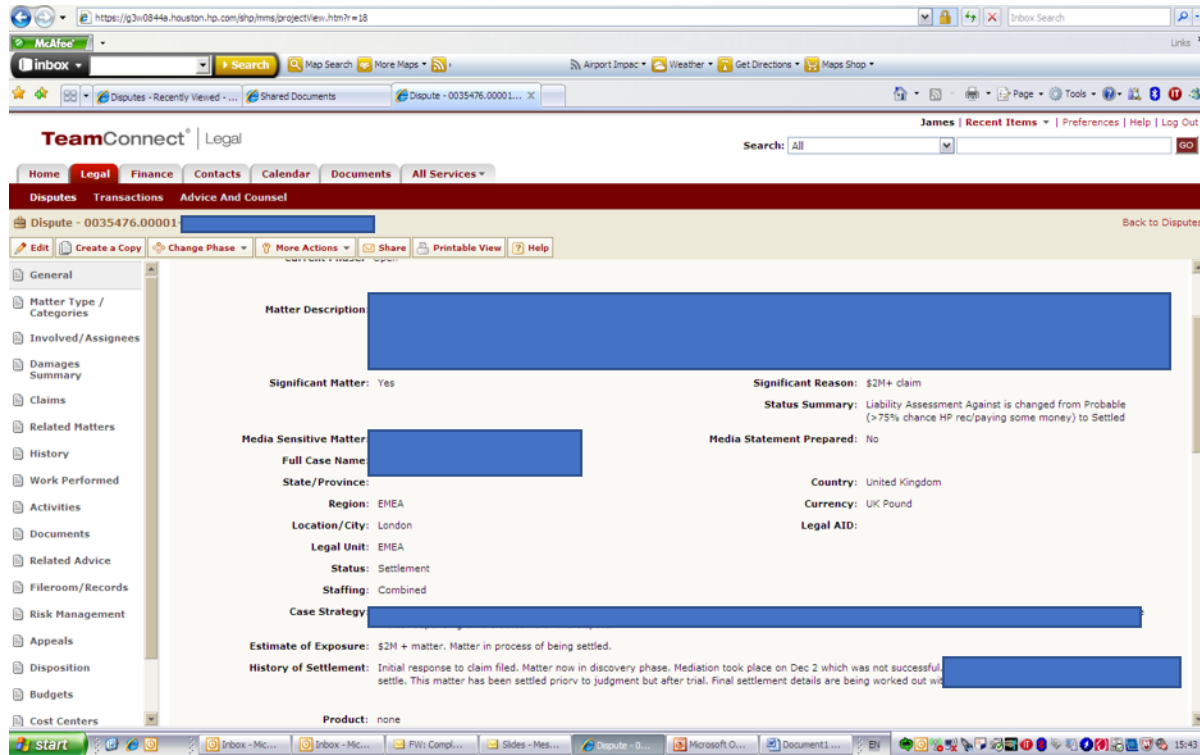 https://g3w0844a.houston.hp.com/shp/mms/projectView.htm?r=18
Inbox Search
McAfee
Links
inbox
Search
Map Search
More Maps
Airport Impac
Weather
Get Directions
Maps Shop
Disputes - Recently Viewed - ...
Shared Documents
Dispute - 0035476.00001...
Page
Tools
James | Recent Items | Preferences | Help | Log Out
TeamConnect® | Legal
Search: All
GO
Home Legal Finance Contacts Calendar Documents All Services
Disputes Transactions Advice And Counsel
Dispute - 0035476.00001-
Back to Disputes
Edit Create a Copy Change Phase More Actions Share Printable View Help
General
Matter Type /
Categories
Involved/Assignees
Damages
Summary
Claims
Related Matters
History
Work Performed
Activities
Documents
Related Advice
Fileroom/Records
Risk Management
Appeals
Disposition
Budgets
Cost Centers
Current Phase: Open
Matter Description:
Significant Matter: Yes
Significant Reason: $2M+ claim
Status Summary: Liability Assessment Against is changed from Probable
(>75% chance HP rec/paying some money) to Settled
Media Sensitive Matter:
Media Statement Prepared: No
Full Case Name:
State/Province:
Country: United Kingdom
Region: EMEA
Currency: UK Pound
Location/City: London
Legal AID:
Legal Unit: EMEA
Status: Settlement
Staffing: Combined
Case Strategy:
Estimate of Exposure: $2M + matter. Matter in process of being settled.
History of Settlement: Initial response to claim filed. Matter now in discovery phase. Mediation took place on Dec 2 which was not successful.
settle. This matter has been settled priorv to judgment but after trial. Final settlement details are being worked out wit
Product: none
start
Inbox - Mic...
Inbox - Mic...
FW: Compl...
Slides - Mes...
Dispute - 0...
Microsoft O...
Document1 ...
EN
15:43